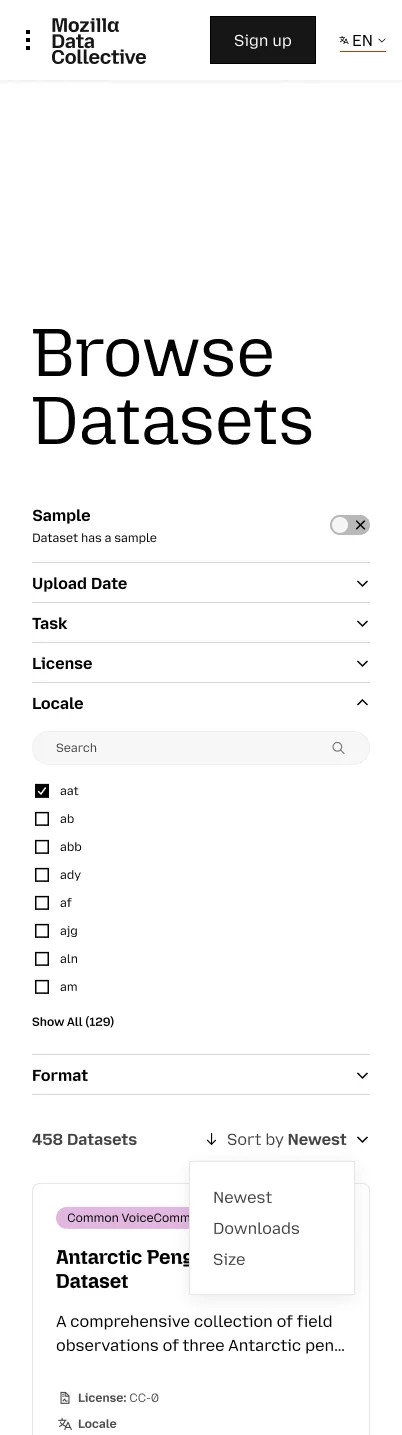 Mozilla
Data
Collective
Sign up
EN
Browse
Datasets
Sample
Dataset has a sample
Upload Date
Task
License
Locale
Search
aat
ab
abb
ady
af
ajg
aln
am
Show All (129)
Format
458 Datasets
Sort by Newest
Newest
Downloads
Size
Common Voice
Antarctic
Dataset
A comprehensive collection of field
observations of three Antarctic pen...
License: CC-0
Locale